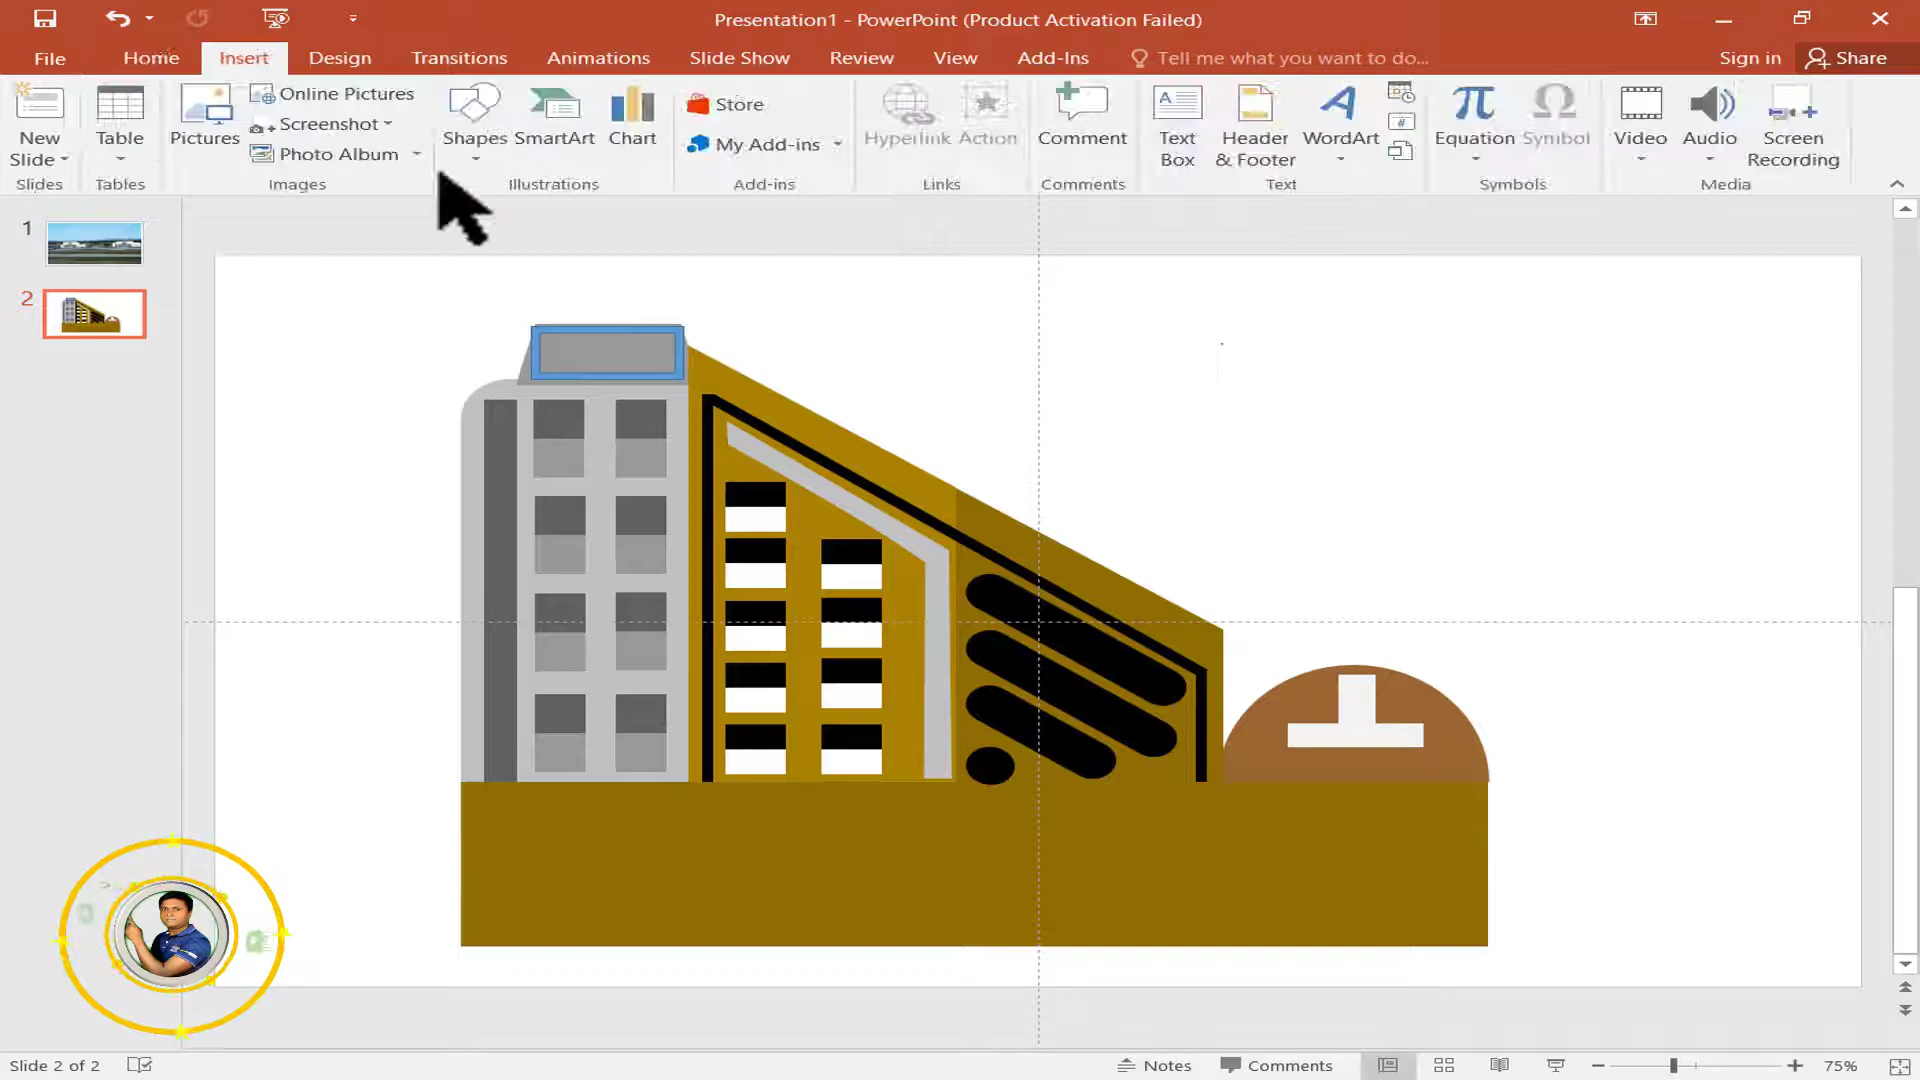 Presentation1 - PowerPoint (Product Activation Failed)
File Home Insert Design Transitions Animations Slide Show Review View Add-Ins Tell me what you want to do... Sign in Share
New Slide
Table
Pictures
Online Pictures
Screenshot
Photo Album
Shapes
SmartArt
Chart
Store
My Add-ins
Hyperlink
Action
Comment
Text Box
Header & Footer
WordArt
Equation
Symbol
Video
Audio
Screen Recording
Slides Tables Images Illustrations Add-ins Links Comments Text Symbols Media
1
2
Slide 2 of 2 Notes Comments 75%